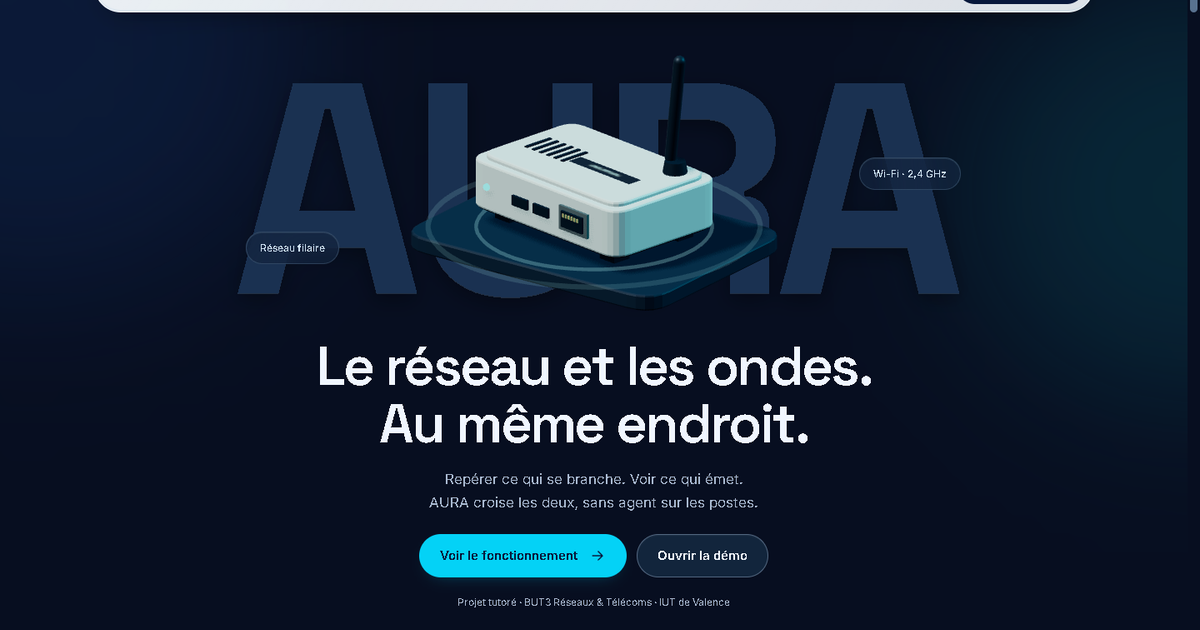 AURA
Wi-Fi · 2,4 GHz
Réseau filaire
Le réseau et les ondes.
Au même endroit.
Repérer ce qui se branche. Voir ce qui émet.
AURA croise les deux, sans agent sur les postes.
Voir le fonctionnement →
Ouvrir la démo
Projet tutoré · BUT3 Réseaux & Télécoms · IUT de Valence